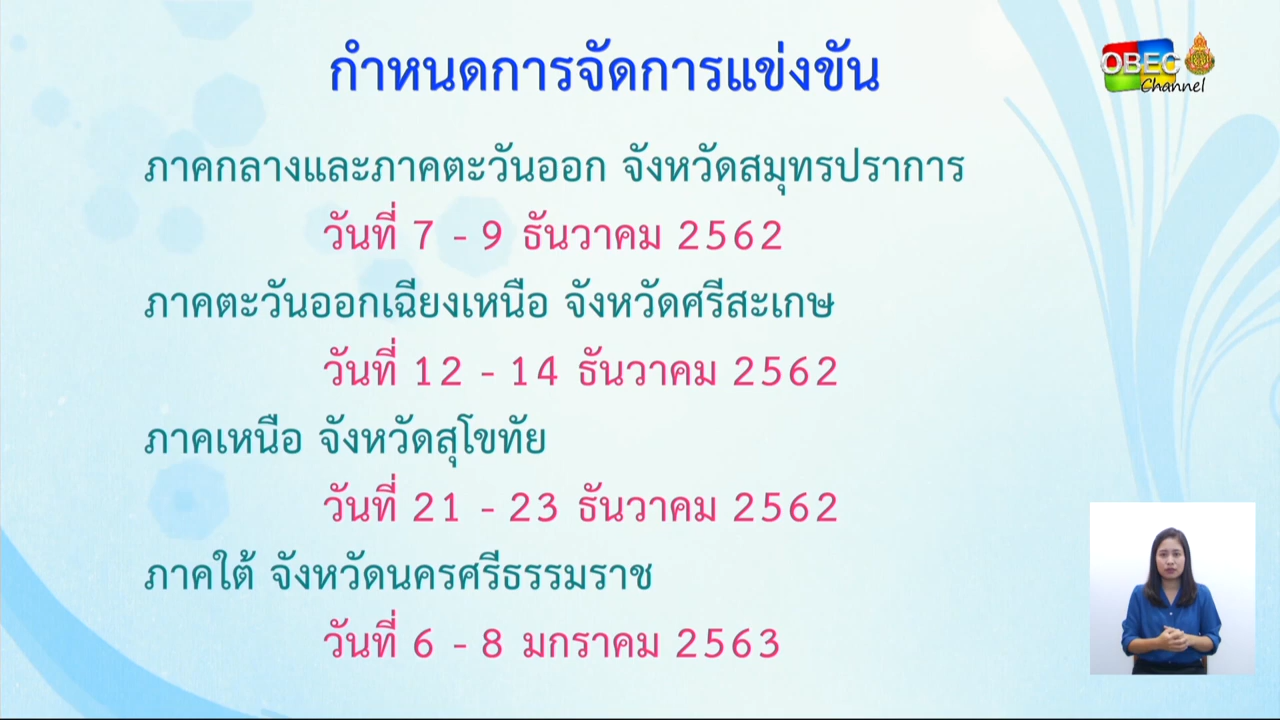 กำหนดการจัดการแข่งขัน
OBEC
Channel
ภาคกลางและภาคตะวันออก จังหวัดสมุทรปราการ
วันที่ 7 - 9 ธันวาคม 2562
ภาคตะวันออกเฉียงเหนือ จังหวัดศรีสะเกษ
วันที่ 12 - 14 ธันวาคม 2562
ภาคเหนือ จังหวัดสุโขทัย
วันที่ 21 - 23 ธันวาคม 2562
ภาคใต้ จังหวัดนครศรีธรรมราช
วันที่ 6 - 8 มกราคม 2563